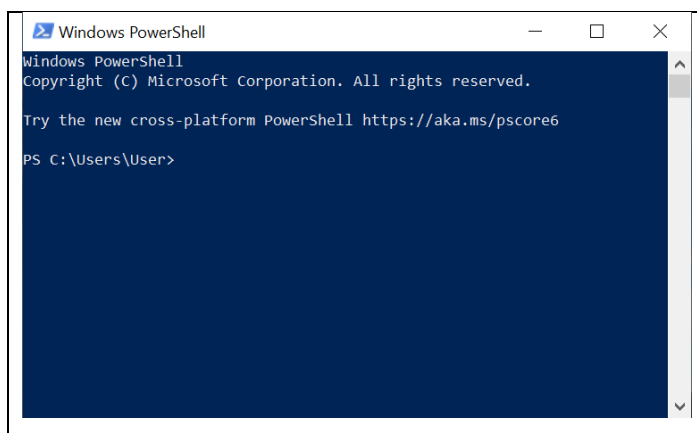 Windows PowerShell
Windows PowerShell
Copyright (C) Microsoft Corporation. All rights reserved.
Try the new cross-platform PowerShell https://aka.ms/pscore6
PS C:\Users\User>